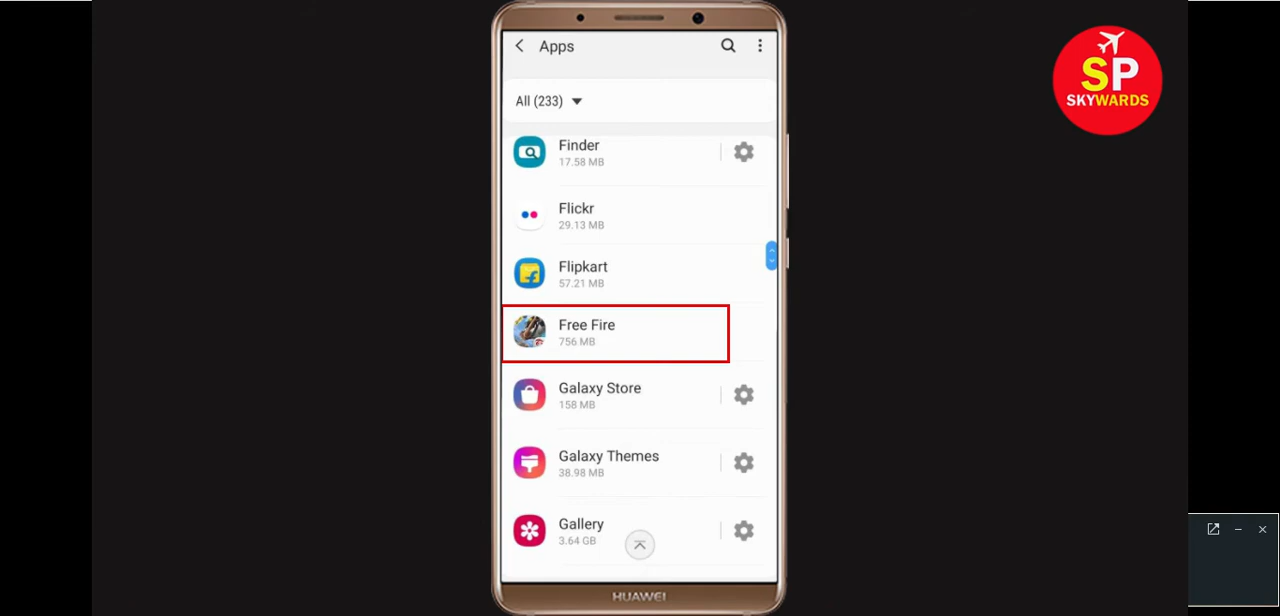 Apps
SP
SKYWARDS
All (233)
Finder
17.58 MB
Flickr
29.13 MB
Flipkart
57.21 MB
Free Fire
756 MB
Galaxy Store
158 MB
Galaxy Themes
38.98 MB
Gallery
3.64 GB
HUAWEI